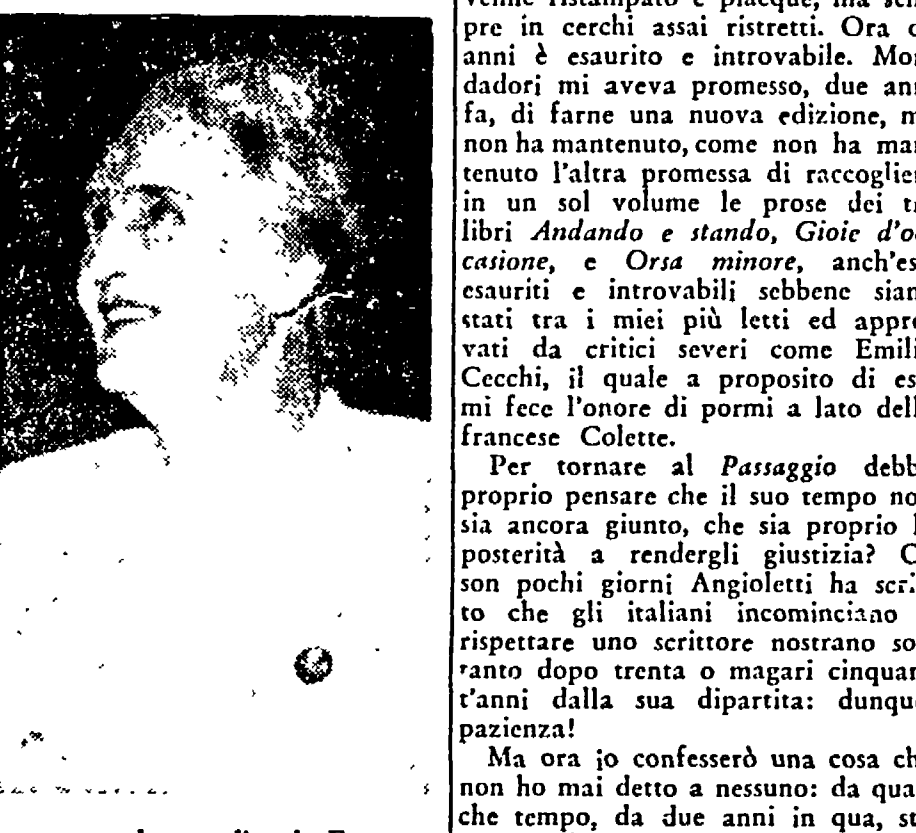 venne ristampato e piacque, ma sem
pre in cerchi assai ristretti. Ora
anni è esaurito e introvabile. Mon
dadori mi aveva promesso, due ann
fa, di farne una nuova edizione, m
non ha mantenuto, come non ha man
tenuto l'altra promessa di raccoglier
in un sol volume le prose dei tr
libri Andando e stando, Gioie d'oc
casione, e Orsa minore, anch'es
esauriti e introvabili sebbene sian
stati tra i miei più letti ed appro
vati da critici severi come Emili
Cecchi, il quale a proposito di es
mi fece l'onore di pormi a lato dell
francese Colette.
Per tornare al Passaggio debb
proprio pensare che il suo tempo no
sia ancora giunto, che sia proprio l
posterità a rendergli giustizia? C
son pochi giorni Angioletti ha scrit
to che gli italiani incominciano
rispettare uno scrittore nostrano sol
tanto dopo trenta o magari cinquan
t'anni dalla sua dipartita: dunque
pazienza!
Ma ora io confesserò una cosa ch
non ho mai detto a nessuno: da qual
che tempo, da due anni in qua, st